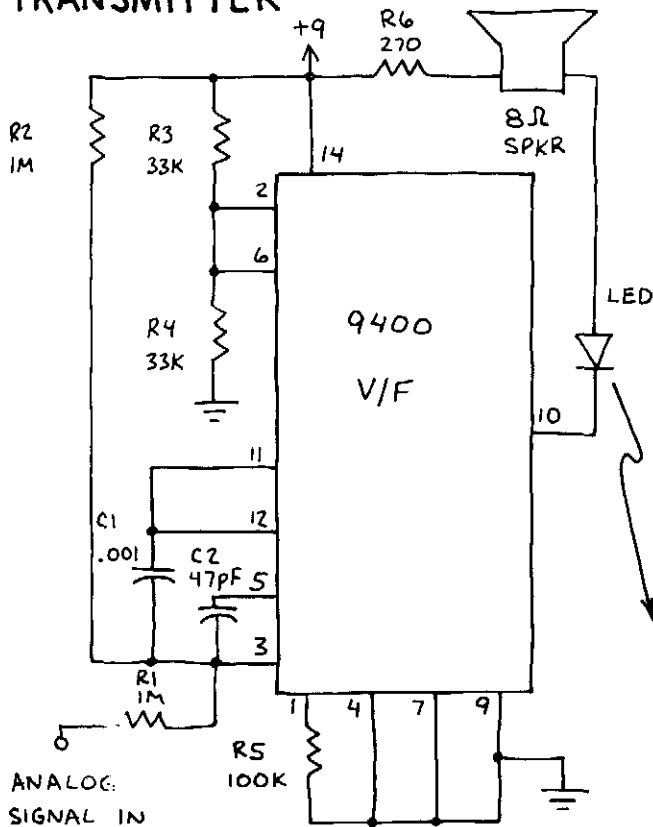 TRANSMITTER
+9
R6
270
8Ω
SPKR
R2
1M
R3
33K
14
2
6
R4
33K
9400
V/F
LED
10
11
12
C1
.001
C2
47pF
5
3
R1
1M
1
4
7
9
R5
100K
ANALOG
SIGNAL IN